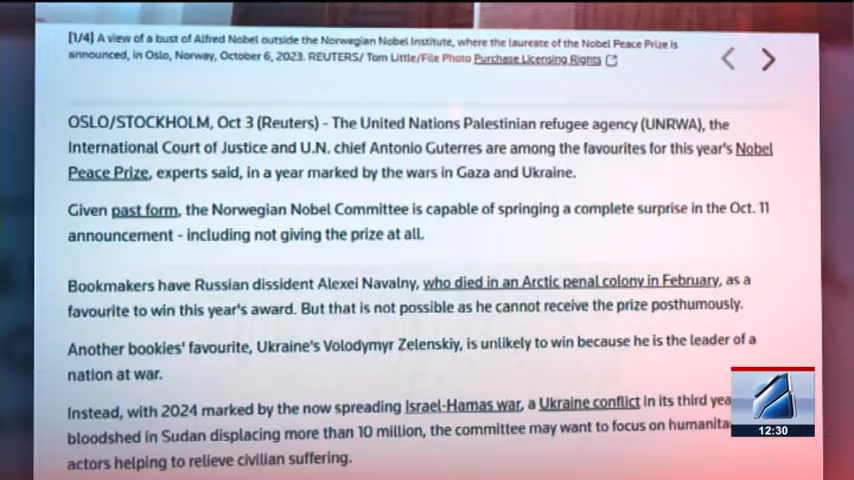 [1/4] A view of a bust of Alfred Nobel outside the Norwegian Nobel Institute, where the laureate of the Nobel Peace Prize is
announced, in Oslo, Norway, October 6, 2023. REUTERS/ Tom Little/File Photo Purchase Licensing Rights
OSLO/STOCKHOLM, Oct 3 (Reuters) - The United Nations Palestinian refugee agency (UNRWA), the
International Court of Justice and U.N. chief Antonio Guterres are among the favourites for this year's Nobel
Peace Prize, experts said, in a year marked by the wars in Gaza and Ukraine.
Given past form, the Norwegian Nobel Committee is capable of springing a complete surprise in the Oct. 11
announcement - including not giving the prize at all.
Bookmakers have Russian dissident Alexei Navalny, who died in an Arctic penal colony in February, as a
favourite to win this year's award. But that is not possible as he cannot receive the prize posthumously.
Another bookies' favourite, Ukraine's Volodymyr Zelenskiy, is unlikely to win because he is the leader of a
nation at war.
Instead, with 2024 marked by the now spreading Israel-Hamas war, a Ukraine conflict in its third
bloodshed in Sudan displacing more than 10 million, the committee may want to focus on
actors helping to relieve civilian suffering.
12:30